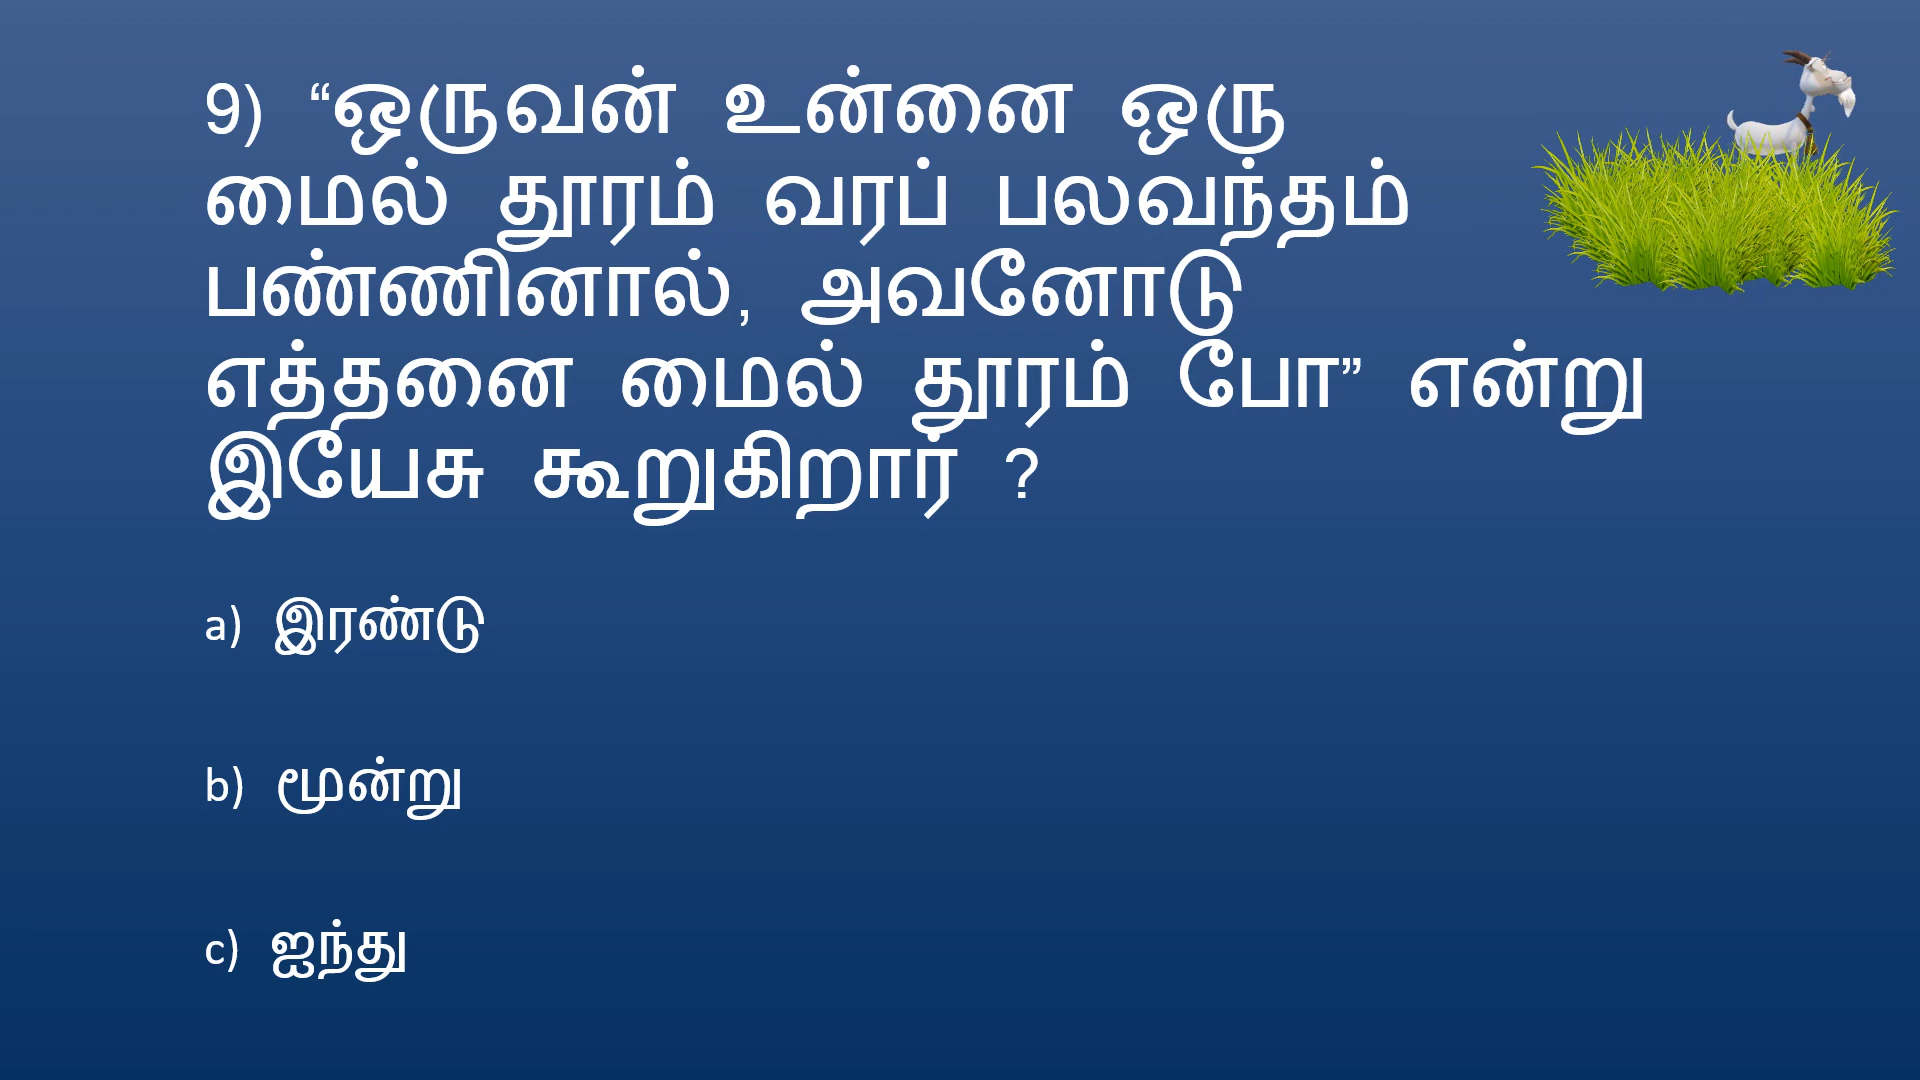 9) “ஒருவன் உன்னை ஒரு
மைல் தூரம் வரப் பலவந்தம்
பண்ணினால், அவனோடு
எத்தனை மைல் தூரம் போ” என்று
இயேசு கூறுகிறார் ?
a) இரண்டு
b) மூன்று
c) ஐந்து